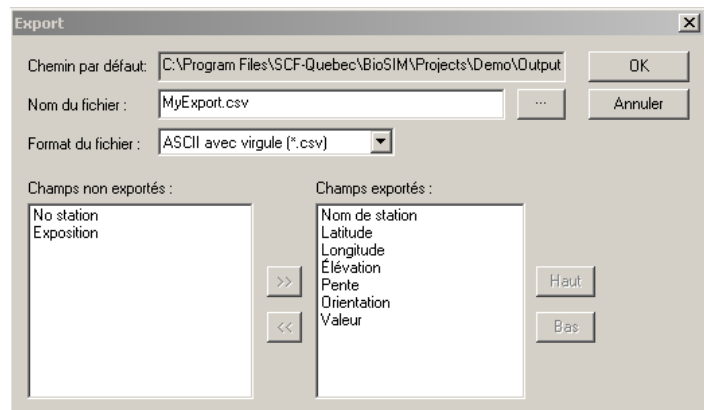 Export
Chemin par défaut: C:\Program Files\SCF-Quebec\BioSIM\Projects\Demo\Output OK
Nom du fichier : MyExport.csv ... Annuler
Format du fichier : ASCII avec virgule (*.csv)
Champs non exportés : Champs exportés :
No station Nom de station
Exposition Latitude
Longitude
Élévation
>> Pente Haut
Orientation
<< Valeur Bas